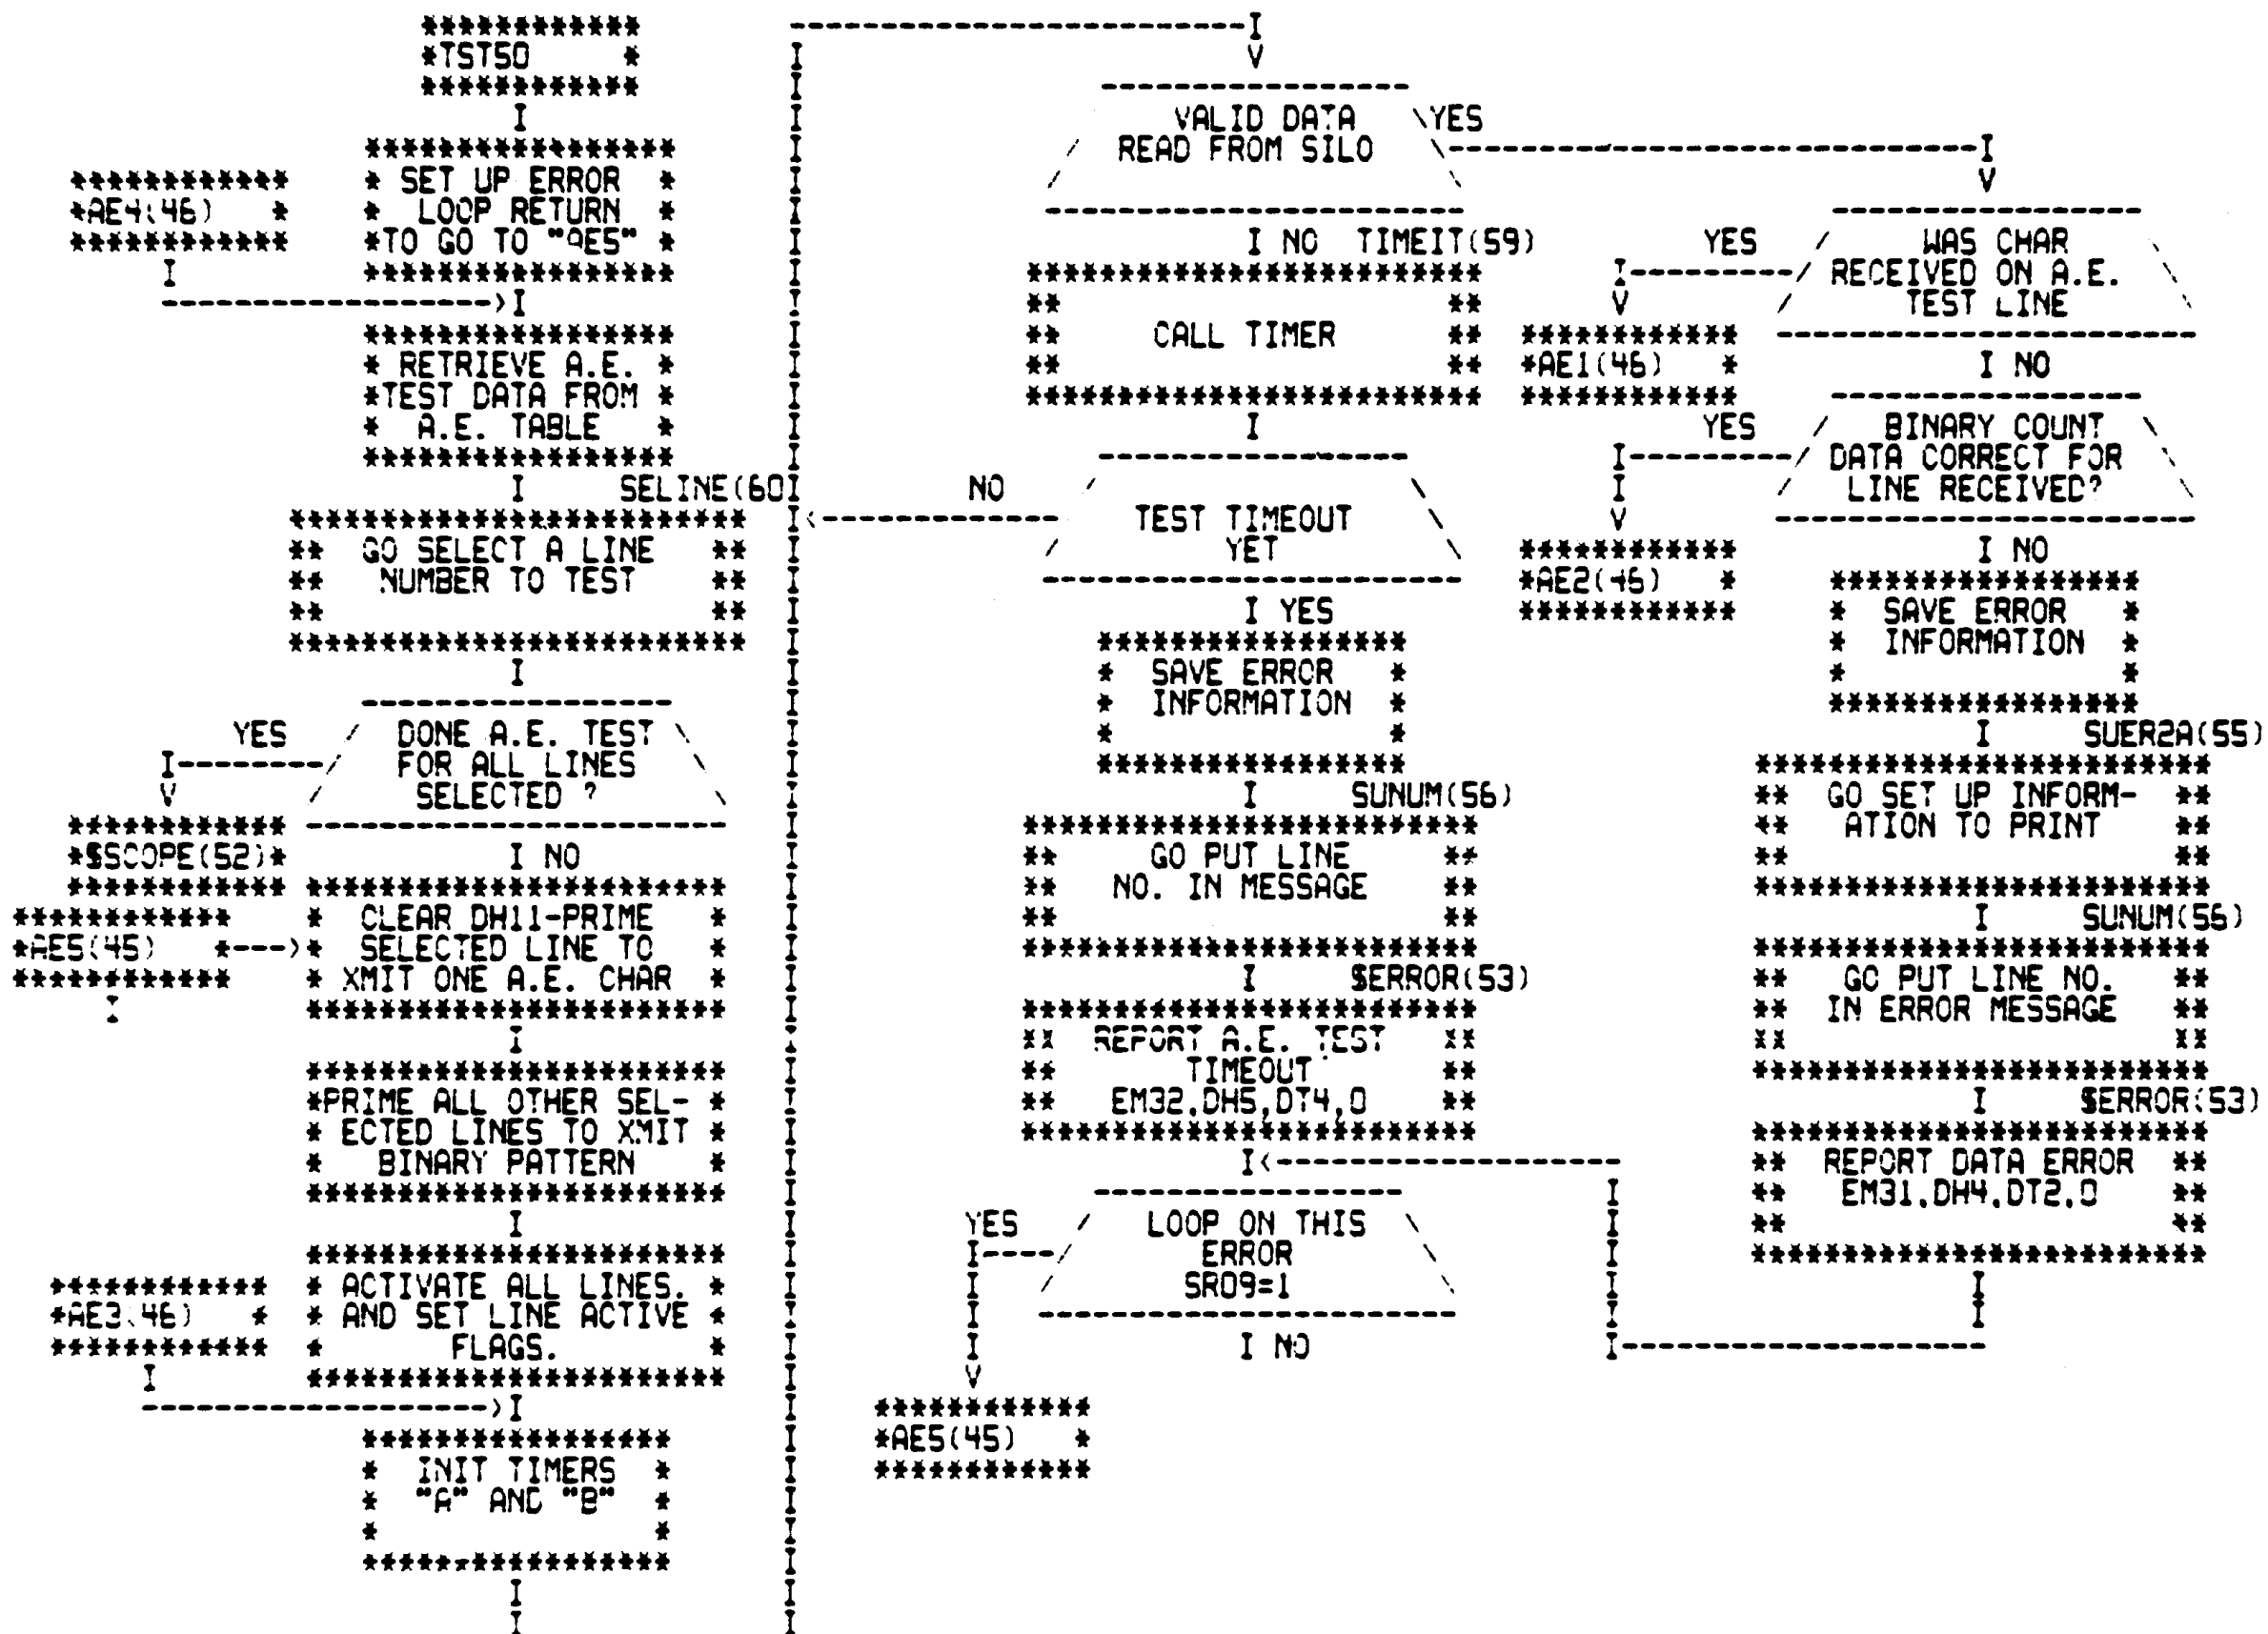 *TST50 *
* SET UP ERROR *
* LOOP RETURN *
*TO GO TO "AE5" *
*AE4(46) *
* RETRIEVE A.E. *
*TEST DATA FROM *
* A.E. TABLE *
SELINE(60
** GO SELECT A LINE **
** NUMBER TO TEST **
** **
YES
DONE A.E. TEST
FOR ALL LINES
SELECTED ?
*$SCOPE(52)*
I NO
*AE5(45) *--->
* CLEAR DH11-PRIME *
* SELECTED LINE TO *
* XMIT ONE A.E. CHAR *
*PRIME ALL OTHER SEL- *
* ECTED LINES TO XMIT *
* BINARY PATTERN *
* ACTIVATE ALL LINES. *
* AND SET LINE ACTIVE *
* FLAGS. *
*AE3(46) *
* INIT TIMERS *
* "A" AND "B" *
VALID DATA
READ FROM SILO
YES
I NO TIMEIT(59)
** CALL TIMER **
NO
TEST TIMEOUT
YET
I YES
* SAVE ERROR *
* INFORMATION *
I SUNUM(56)
** GO PUT LINE **
** NO. IN MESSAGE **
I $ERROR(53)
** REPORT A.E. TEST **
** TIMEOUT **
** EM32,DH5,DT4,0 **
YES
LOOP ON THIS
ERROR
SR09=1
I NO
*AE5(45) *
YES
WAS CHAR
RECEIVED ON A.E.
TEST LINE
*AE1(46) *
I NO
YES
BINARY COUNT
DATA CORRECT FOR
LINE RECEIVED?
*AE2(46) *
I NO
* SAVE ERROR *
* INFORMATION *
I SUER2A(55)
** GO SET UP INFORM- **
** ATION TO PRINT **
I SUNUM(56)
** GO PUT LINE NO. **
** IN ERROR MESSAGE **
I $ERROR(53)
** REPORT DATA ERROR **
** EM31,DH4,DT2,0 **